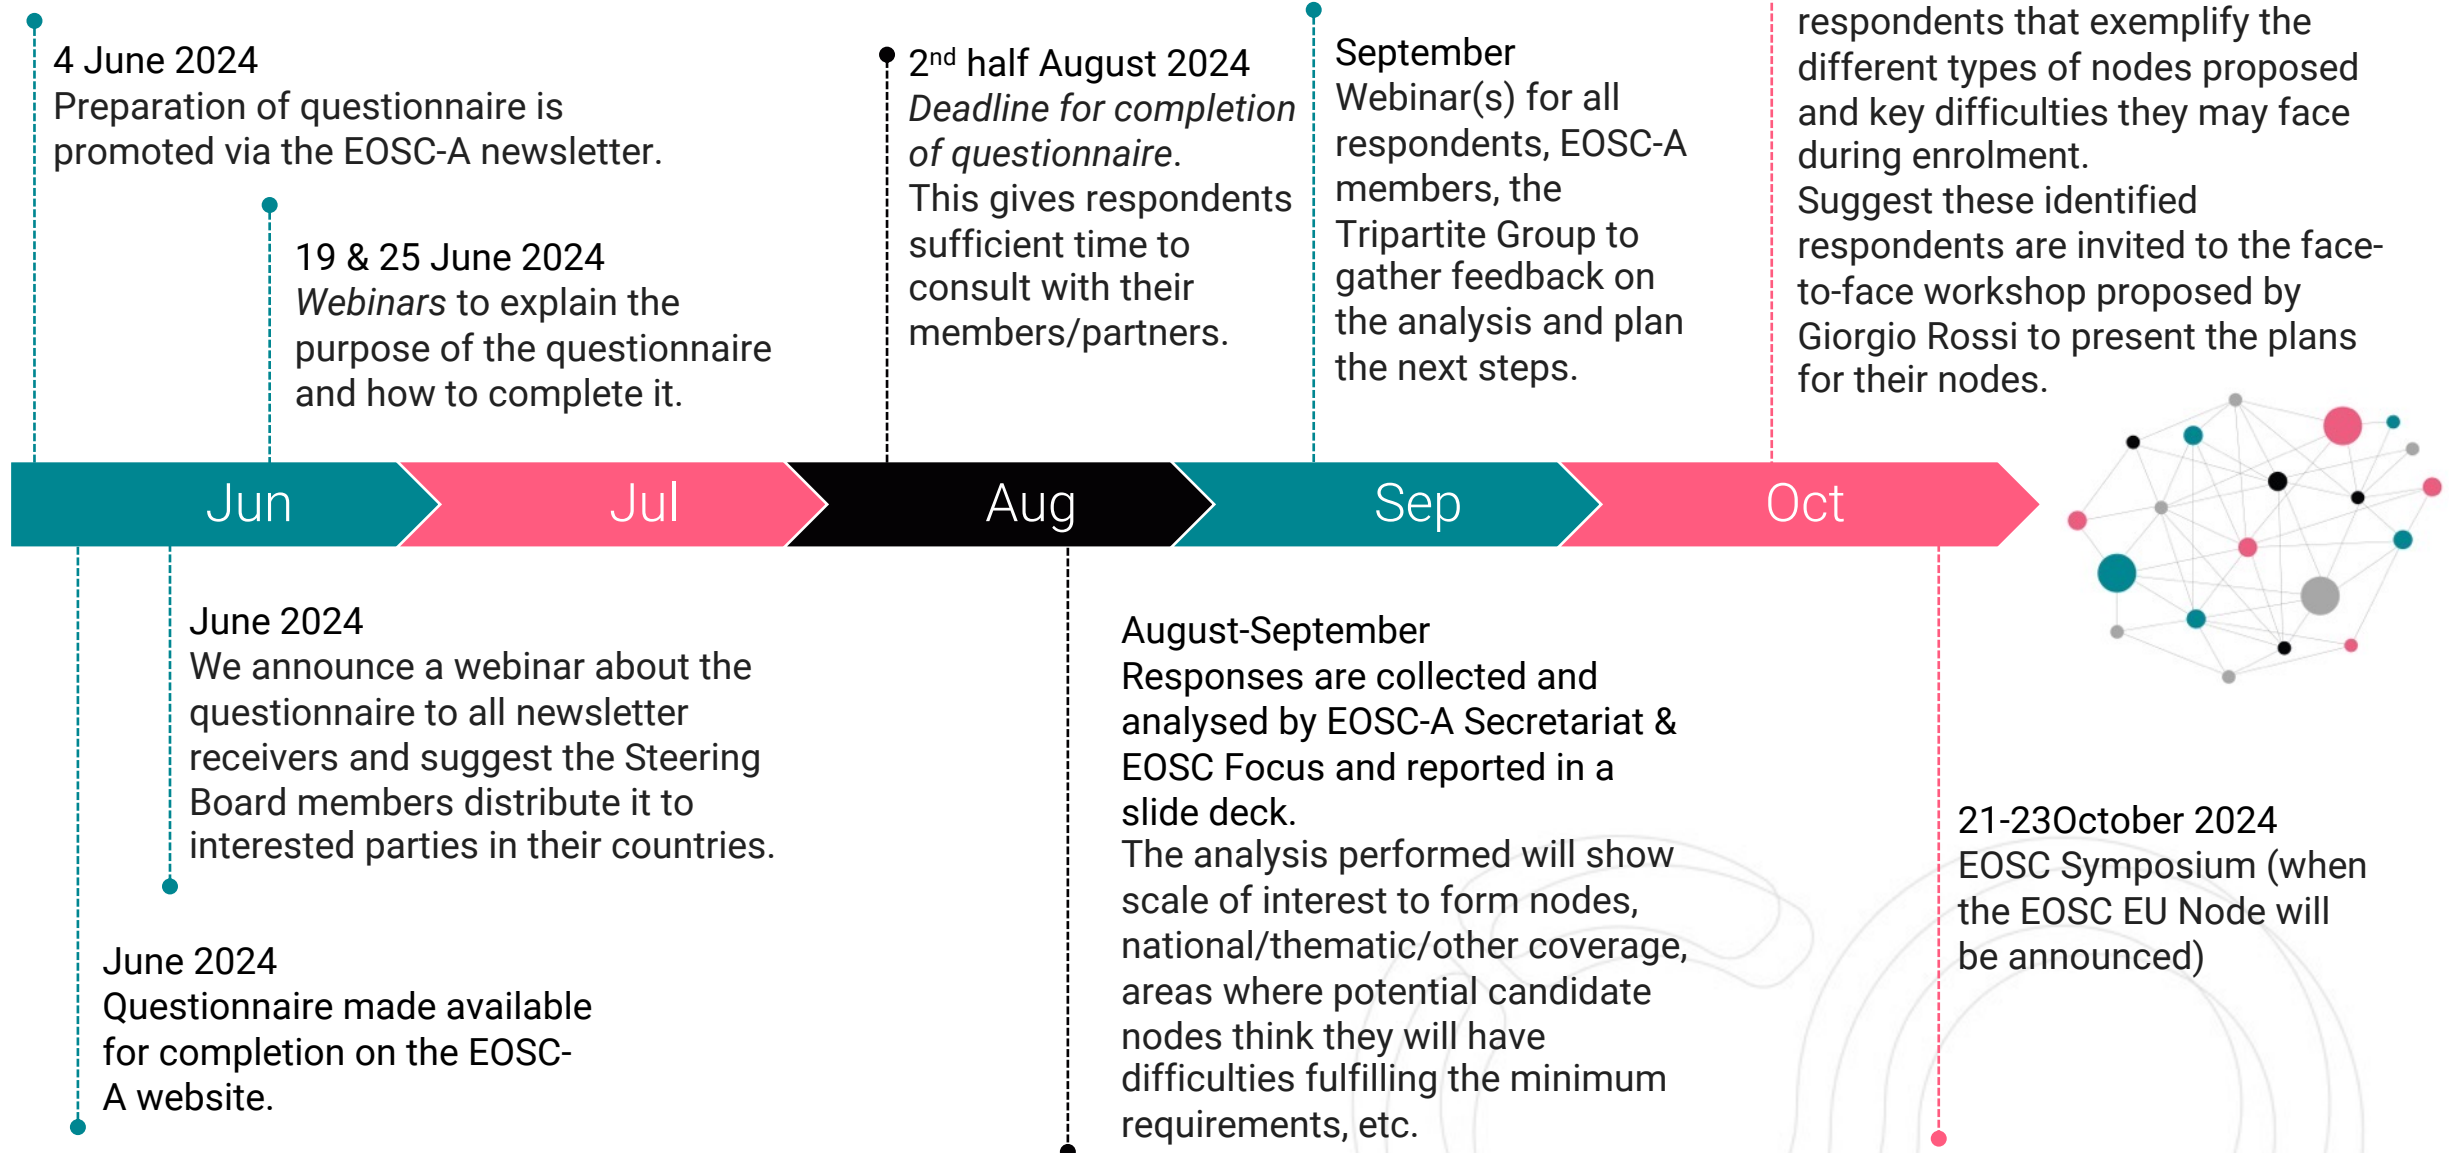 4 June 2024
Preparation of questionnaire is
promoted via the EOSC-A newsletter.
19 & 25 June 2024
Webinars to explain the
purpose of the questionnaire
and how to complete it.
2nd half August 2024
Deadline for completion
of questionnaire.
This gives respondents
sufficient time to
consult with their
members/partners.
September
Webinar(s) for all
respondents, EOSC-A
members, the
Tripartite Group to
gather feedback on
the analysis and plan
the next steps.
respondents that exemplify the
different types of nodes proposed
and key difficulties they may face
during enrolment.
Suggest these identified
respondents are invited to the face-
to-face workshop proposed by
Giorgio Rossi to present the plans
for their nodes.
Jun
Jul
Aug
Sep
Oct
June 2024
We announce a webinar about the
questionnaire to all newsletter
receivers and suggest the Steering
Board members distribute it to
interested parties in their countries.
June 2024
Questionnaire made available
for completion on the EOSC-
A website.
August-September
Responses are collected and
analysed by EOSC-A Secretariat &
EOSC Focus and reported in a
slide deck.
The analysis performed will show
scale of interest to form nodes,
national/thematic/other coverage,
areas where potential candidate
nodes think they will have
difficulties fulfilling the minimum
requirements, etc.
21-23October 2024
EOSC Symposium (when
the EOSC EU Node will
be announced)